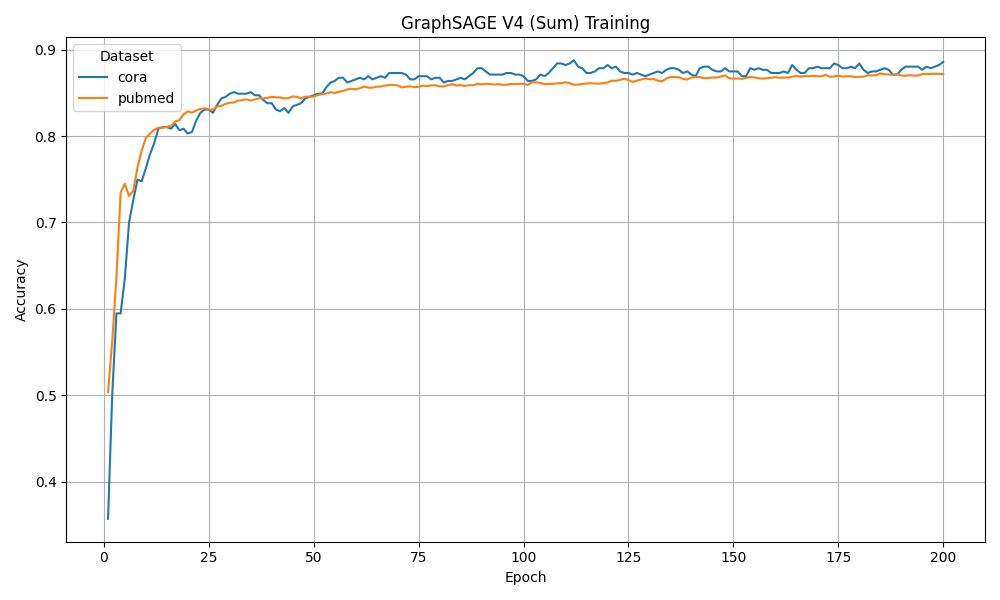 GraphSAGE V4 (Sum) Training
Dataset
cora
pubmed
Accuracy
0.9
0.8
0.7
0.6
0.5
0.4
0 25 50 75 100 125 150 175 200
Epoch